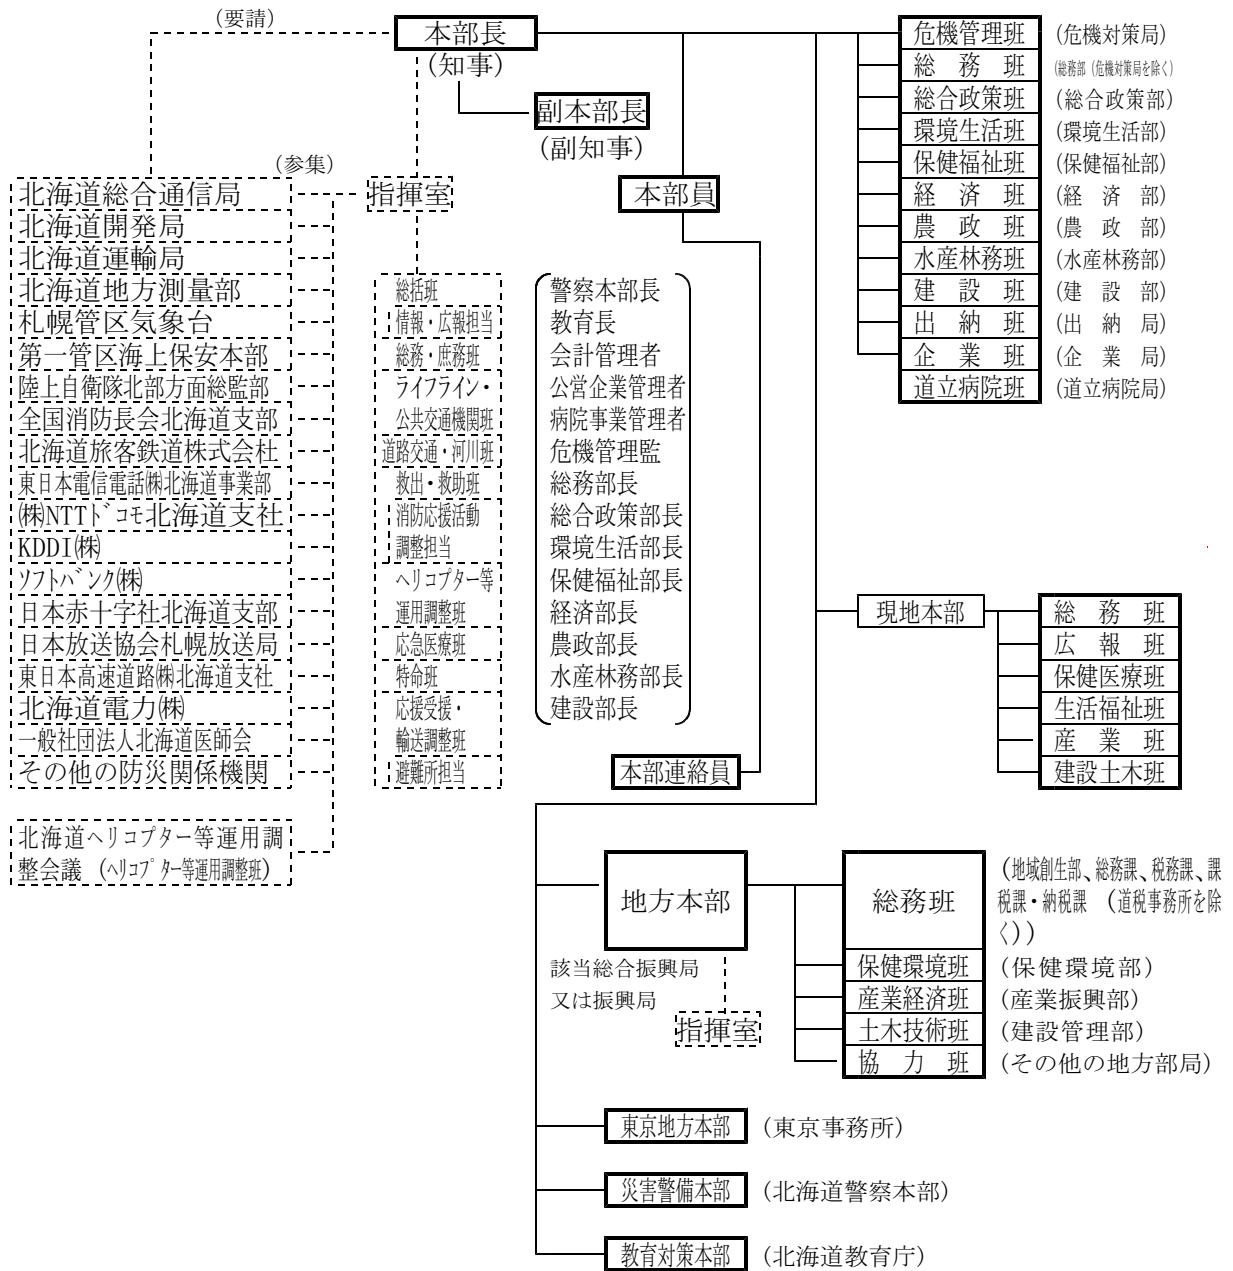 （要請）
本部長
（知事）
副本部長
（副知事）
（参集）
指揮室
本部員
北海道総合通信局
北海道開発局
北海道運輸局
北海道地方測量部
札幌管区気象台
第一管区海上保安本部
陸上自衛隊北部方面総監部
全国消防長会北海道支部
北海道旅客鉄道株式会社
東日本電信電話㈱北海道事業部
㈱NTTドコモ北海道支社
KDDI㈱
ソフトバンク㈱
日本赤十字社北海道支部
日本放送協会札幌放送局
東日本高速道路㈱北海道支社
北海道電力㈱
一般社団法人北海道医師会
その他の防災関係機関
北海道ヘリコプター等運用調
整会議（ヘリコプター等運用調整班）
総括班
情報・広報担当
総務・庶務班
ライフライン・
公共交通機関班
道路交通・河川班
救出・救助班
消防応援活動
調整担当
ヘリコプター等
運用調整班
応急医療班
特命班
応援受援・
輸送調整班
避難所担当
警察本部長
教育長
会計管理者
公営企業管理者
病院事業管理者
危機管理監
総務部長
総合政策部長
環境生活部長
保健福祉部長
経済部長
農政部長
水産林務部長
建設部長
本部連絡員
危機管理班 （危機対策局）
総務班 （総務部（危機対策局を除く）
総合政策班 （総合政策部）
環境生活班 （環境生活部）
保健福祉班 （保健福祉部）
経済班 （経済部）
農政班 （農政部）
水産林務班 （水産林務部）
建設班 （建設部）
出納班 （出納局）
企業班 （企業局）
道立病院班 （道立病院局）
現地本部
総務班
広報班
保健医療班
生活福祉班
産業班
建設土木班
地方本部
該当総合振興局
又は振興局
指揮室
総務班
（地域創生部、総務課、税務課、課
税課・納税課（道税事務所を除
く））
保健環境班 （保健環境部）
産業経済班 （産業振興部）
土木技術班 （建設管理部）
協力班 （その他の地方部局）
東京地方本部 （東京事務所）
災害警備本部 （北海道警察本部）
教育対策本部 （北海道教育庁）